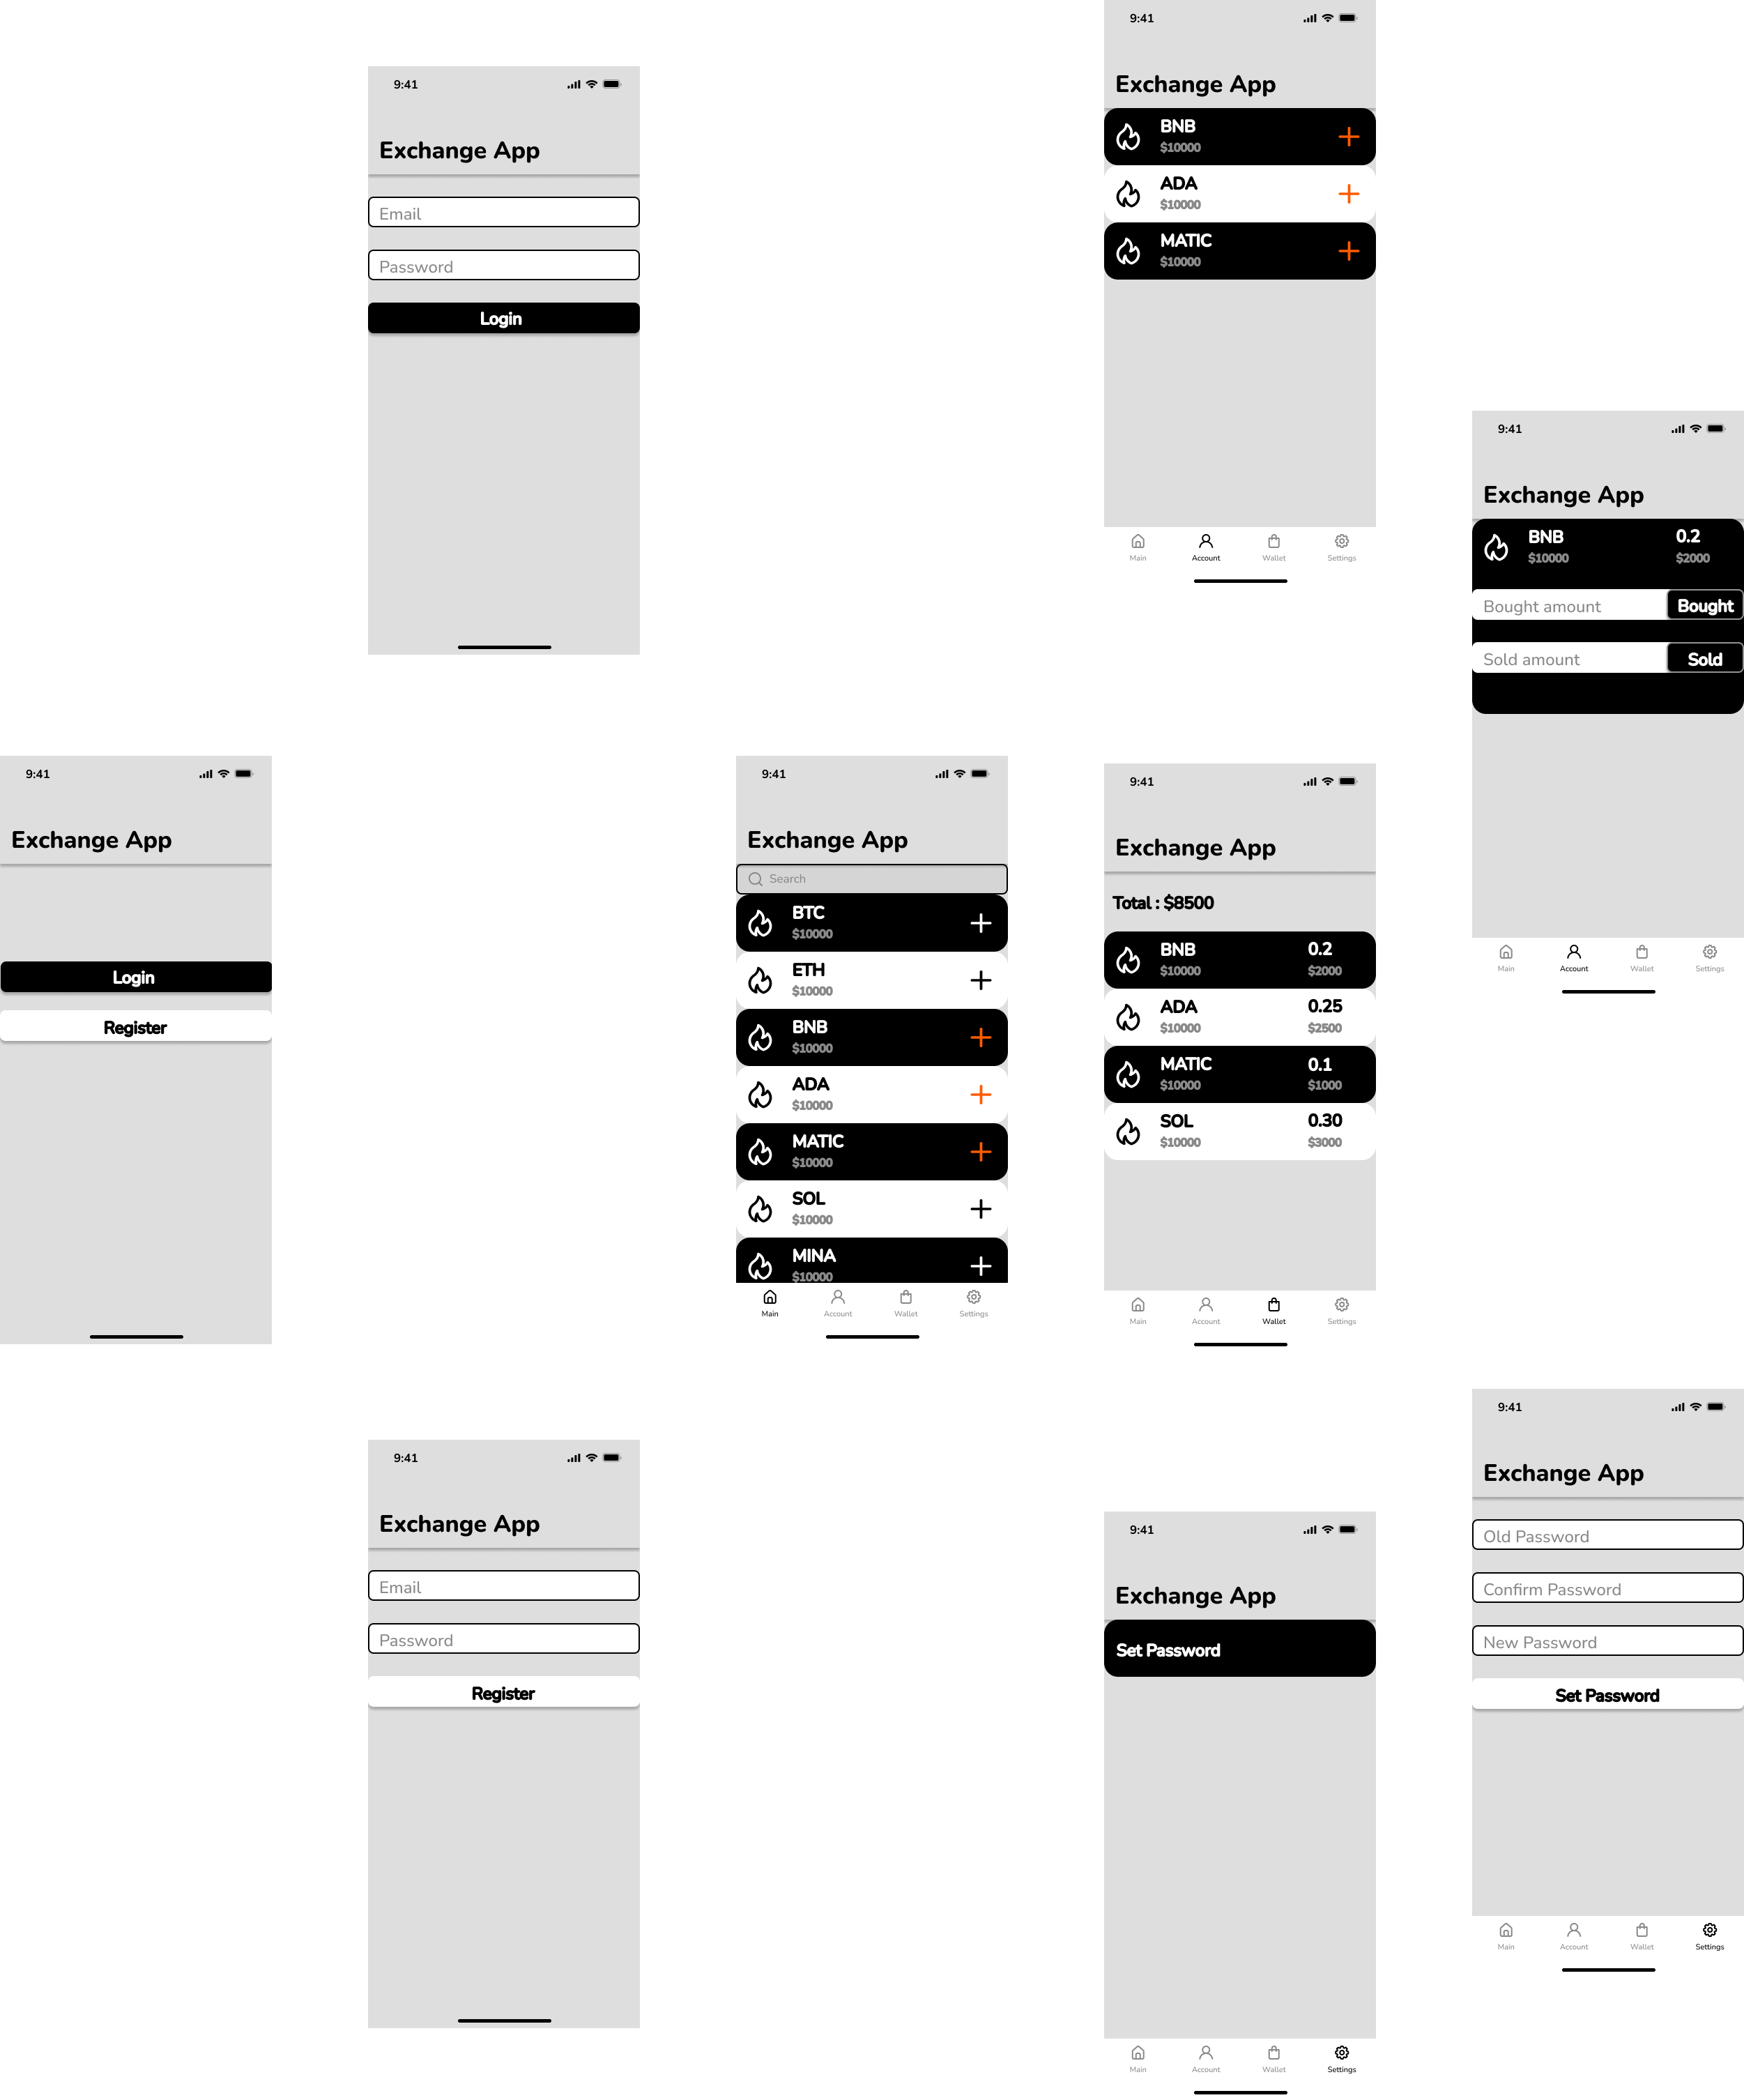 9:41
Exchange App
Login
Register
9:41
Exchange App
Email
Password
Login
9:41
Exchange App
Email
Password
Register
9:41
Exchange App
Search
BTC
$10000
ETH
$10000
BNB
$10000
ADA
$10000
MATIC
$10000
SOL
$10000
MINA
$10000
Main Account Wallet Settings
9:41
Exchange App
BNB
$10000
ADA
$10000
MATIC
$10000
Main Account Wallet Settings
9:41
Exchange App
Total : $8500
BNB 0.2
$10000 $2000
ADA 0.25
$10000 $2500
MATIC 0.1
$10000 $1000
SOL 0.30
$10000 $3000
Main Account Wallet Settings
9:41
Exchange App
Set Password
Main Account Wallet Settings
9:41
Exchange App
BNB 0.2
$10000 $2000
Bought amount Bought
Sold amount Sold
Main Account Wallet Settings
9:41
Exchange App
Old Password
Confirm Password
New Password
Set Password
Main Account Wallet Settings